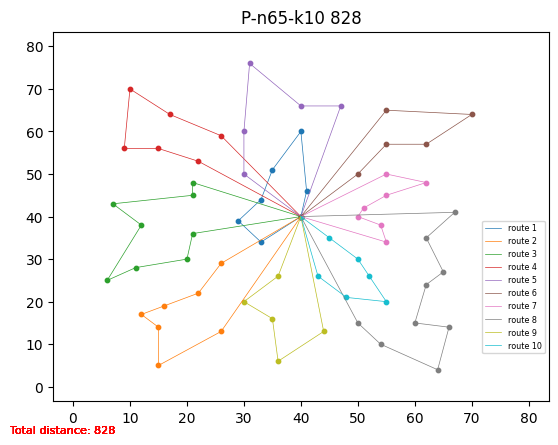 P-n65-k10 828
80
70
60
50
40
30
20
10
0
0 10 20 30 40 50 60 70 80
route 1
route 2
route 3
route 4
route 5
route 6
route 7
route 8
route 9
route 10
Total distance: 828